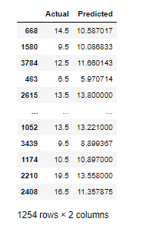 Actual Predicted
668 14.5 10.587017
1580 9.5 10.086833
3784 12.5 11.660143
463 6.5 5.970714
2615 13.5 13.800000
... ... ...
1052 13.5 13.221000
3439 9.5 8.899367
1174 10.5 10.897000
2210 19.5 13.558000
2408 16.5 11.357875
1254 rows × 2 columns